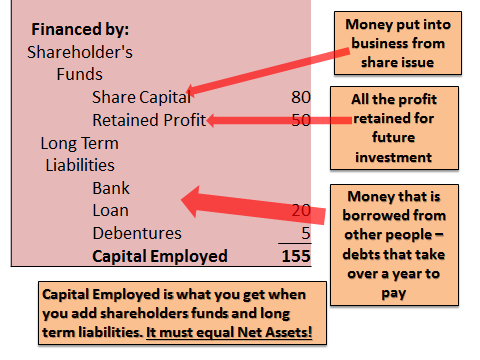 Financed by:
Shareholder's
Funds
Share Capital 80
Retained Profit 50
Long Term
Liabilities
Bank
Loan 20
Debentures 5
Capital Employed 155
Money put into
business from
share issue
All the profit
retained for
future
investment
Money that is
borrowed from
other people –
debts that take
over a year to
pay
Capital Employed is what you get when
you add shareholders funds and long
term liabilities. It must equal Net Assets!